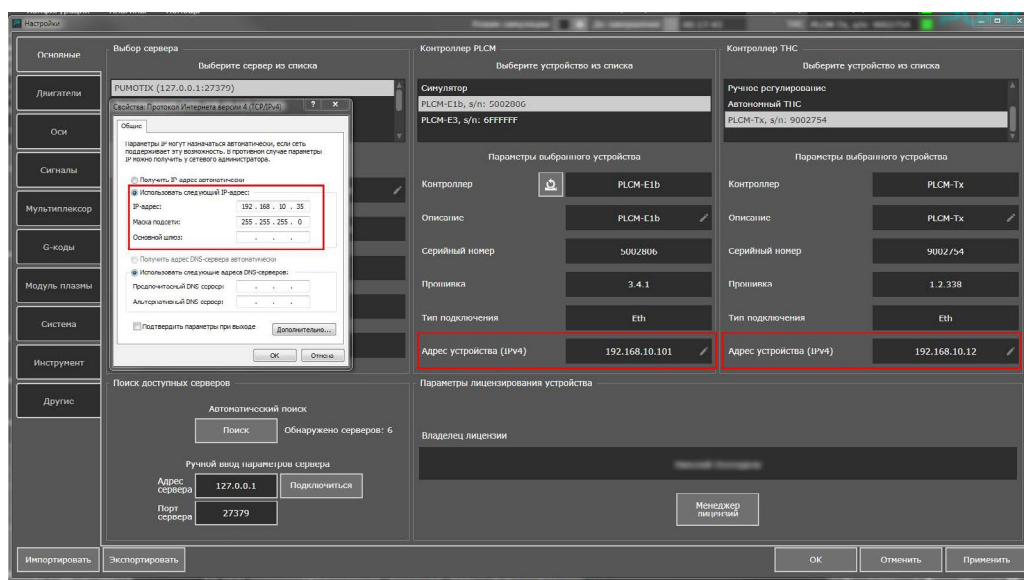 Настройки
Основные
Двигатели
Оси
Сигналы
Мультиплексор
G-коды
Модуль плазмы
Система
Инструмент
Другие
Импортировать
Экспортировать
Выбор сервера
Выберите сервер из списка
PUMOTIX (127.0.0.1:27379)
Свойства: Протокол Интернета версии 4 (TCP/IPv4)
Общие
Параметры IP могут назначаться автоматически, если сеть
поддерживает эту возможность. В противном случае параметры
IP можно получить у сетевого администратора.
Получить IP-адрес автоматически
Использовать следующий IP-адрес:
IP-адрес: 192 . 168 . 10 . 35
Маска подсети: 255 . 255 . 255 . 0
Основной шлюз: . . .
Получить адрес DNS-сервера автоматически
Использовать следующие адреса DNS-серверов:
Предпочитаемый DNS-сервер: . . .
Альтернативный DNS-сервер: . . .
Подтвердить параметры при выходе
Дополнительно...
OK Отмена
Поиск доступных серверов
Автоматический поиск
Поиск Обнаружено серверов: 6
Ручной ввод параметров сервера
Адрес
сервера 127.0.0.1 Подключиться
Порт
сервера 27379
Контроллер PLCM
Выберите устройство из списка
Симулятор
PLCM-E1b, s/n: 5002806
PLCM-E3, s/n: 6FFFFFF
Параметры выбранного устройства
Контроллер PLCM-E1b
Описание PLCM-E1b
Серийный номер 5002806
Прошивка 3.4.1
Тип подключения Eth
Адрес устройства (IPv4) 192.168.10.101
Контроллер THC
Выберите устройство из списка
Ручное регулирование
Автономный THC
PLCM-Tx, s/n: 9002754
Параметры выбранного устройства
Контроллер PLCM-Tx
Описание PLCM-Tx
Серийный номер 9002754
Прошивка 1.2.338
Тип подключения Eth
Адрес устройства (IPv4) 192.168.10.12
Параметры лицензирования устройства
Владелец лицензии
Менеджер
лицензий
OK Отменить Применить